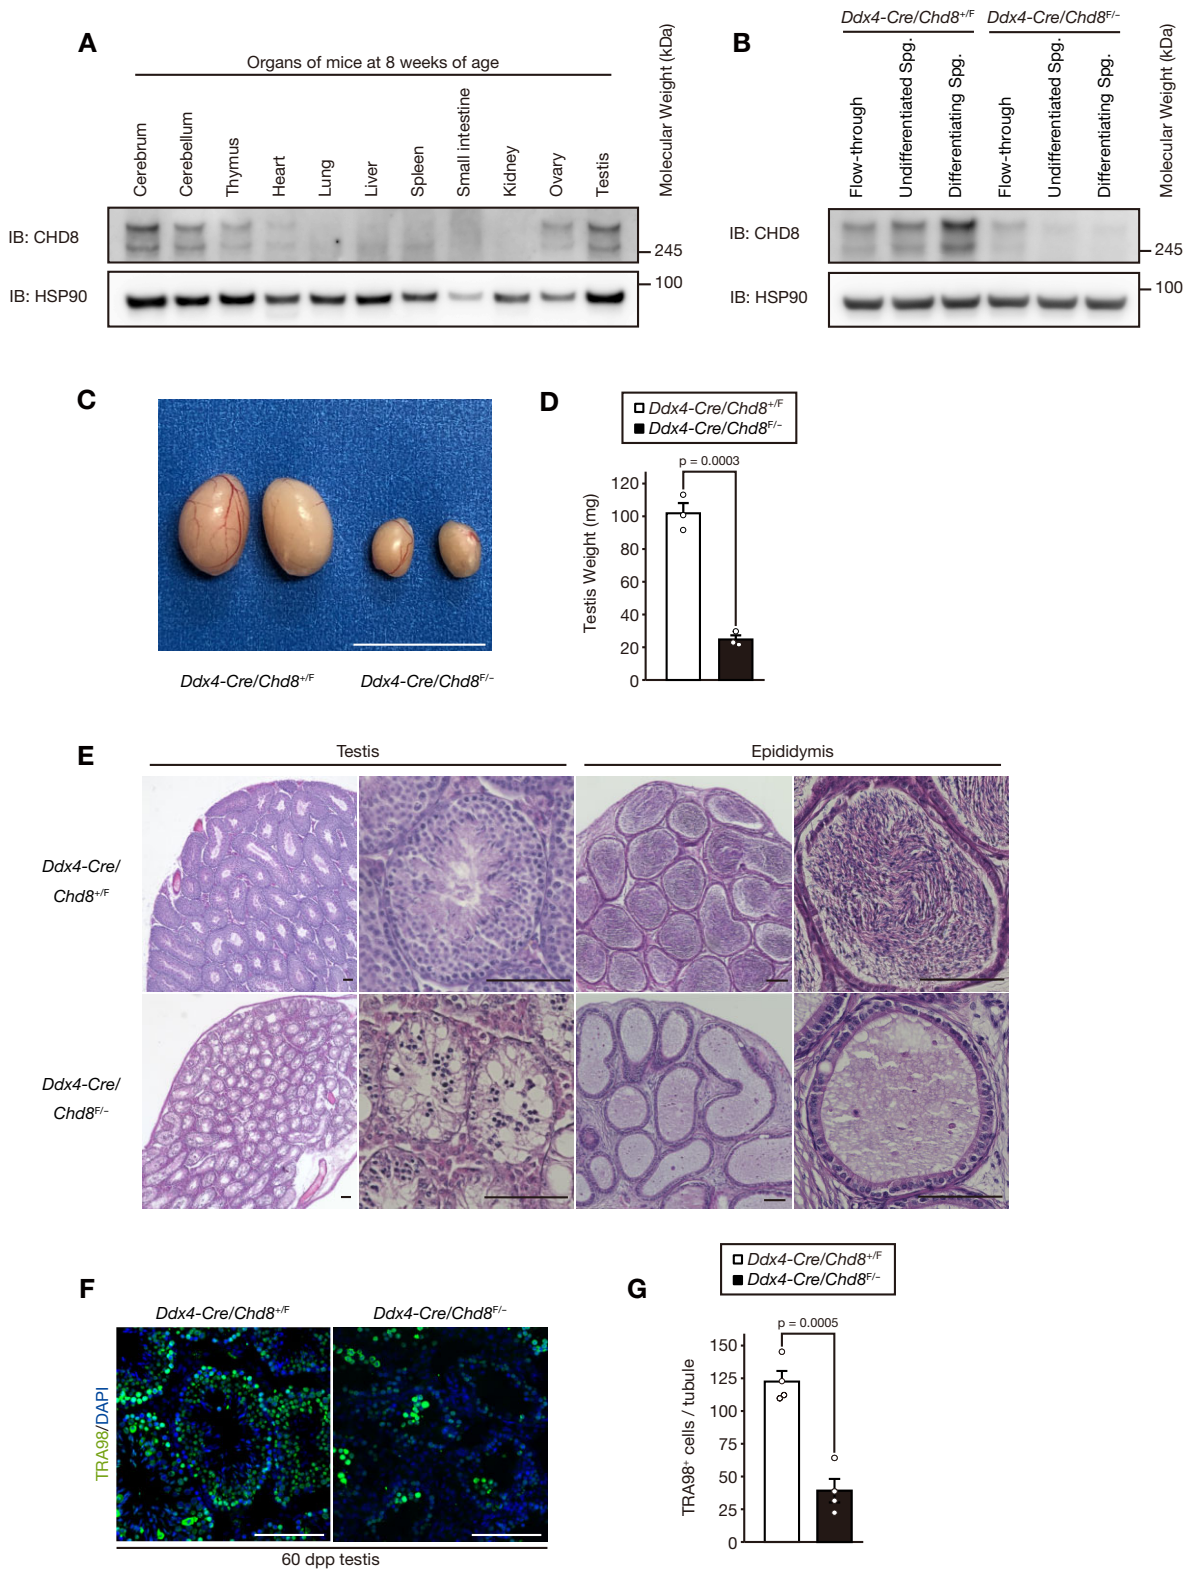 A
Organs of mice at 8 weeks of age
Cerebrum
Cerebellum
Thymus
Heart
Lung
Liver
Spleen
Small intestine
Kidney
Ovary
Testis
Molecular Weight (kDa)
IB: CHD8
245
IB: HSP90
100
B
Ddx4-Cre/Chd8+/F
Ddx4-Cre/Chd8F/−
Flow-through
Undifferentiated Spg.
Differentiating Spg.
Flow-through
Undifferentiated Spg.
Differentiating Spg.
Molecular Weight (kDa)
IB: CHD8
245
IB: HSP90
100
C
Ddx4-Cre/Chd8+/F
Ddx4-Cre/Chd8F/−
D
Ddx4-Cre/Chd8+/F
Ddx4-Cre/Chd8F/−
p = 0.0003
Testis Weight (mg)
120
100
80
60
40
20
0
E
Testis
Epididymis
Ddx4-Cre/
Chd8+/F
Ddx4-Cre/
Chd8F/−
F
Ddx4-Cre/Chd8+/F
Ddx4-Cre/Chd8F/−
TRA98/DAPI
60 dpp testis
G
Ddx4-Cre/Chd8+/F
Ddx4-Cre/Chd8F/−
p = 0.0005
TRA98+ cells / tubule
150
125
100
75
50
25
0